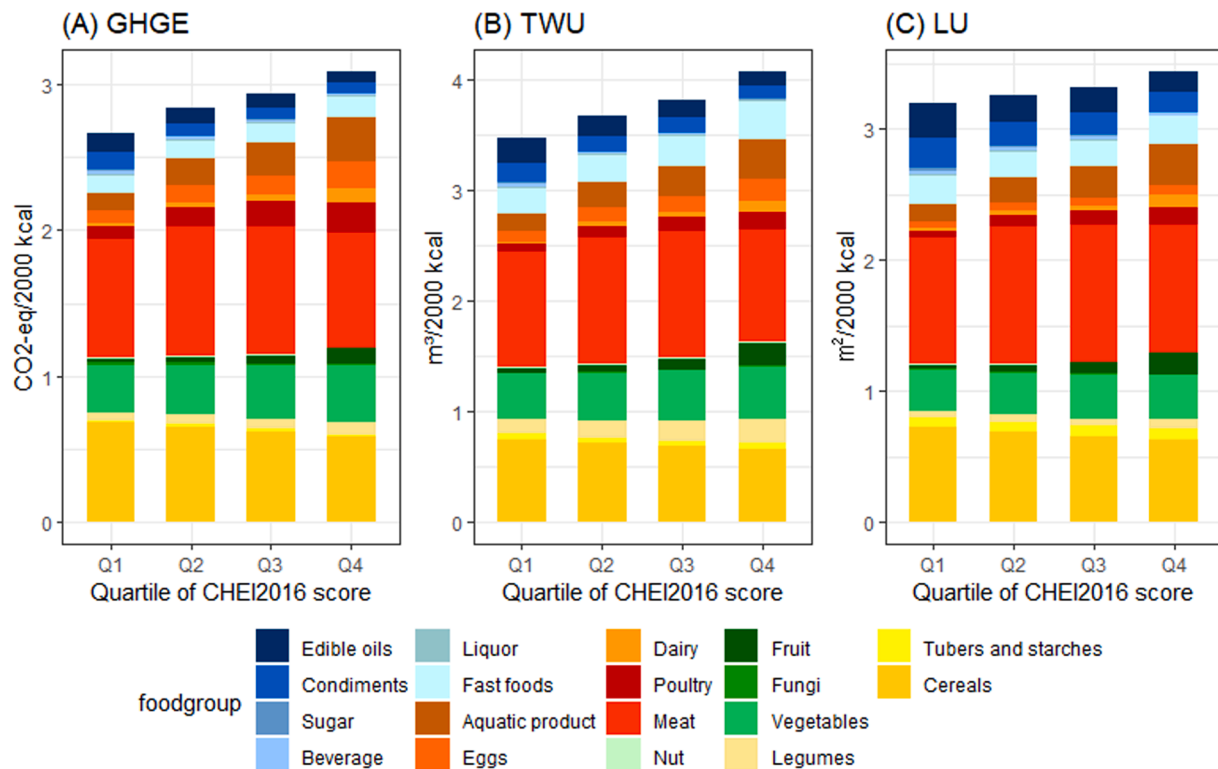 (A) GHGE
(B) TWU
(C) LU
CO2-eq/2000 kcal
3
2
1
0
Q1 Q2 Q3 Q4
Quartile of CHEI2016 score
m³/2000 kcal
4
3
2
1
0
Q1 Q2 Q3 Q4
Quartile of CHEI2016 score
m²/2000 kcal
3
2
1
0
Q1 Q2 Q3 Q4
Quartile of CHEI2016 score
foodgroup
Edible oils
Condiments
Sugar
Beverage
Liquor
Fast foods
Aquatic product
Eggs
Dairy
Poultry
Meat
Nut
Fruit
Fungi
Vegetables
Legumes
Tubers and starches
Cereals